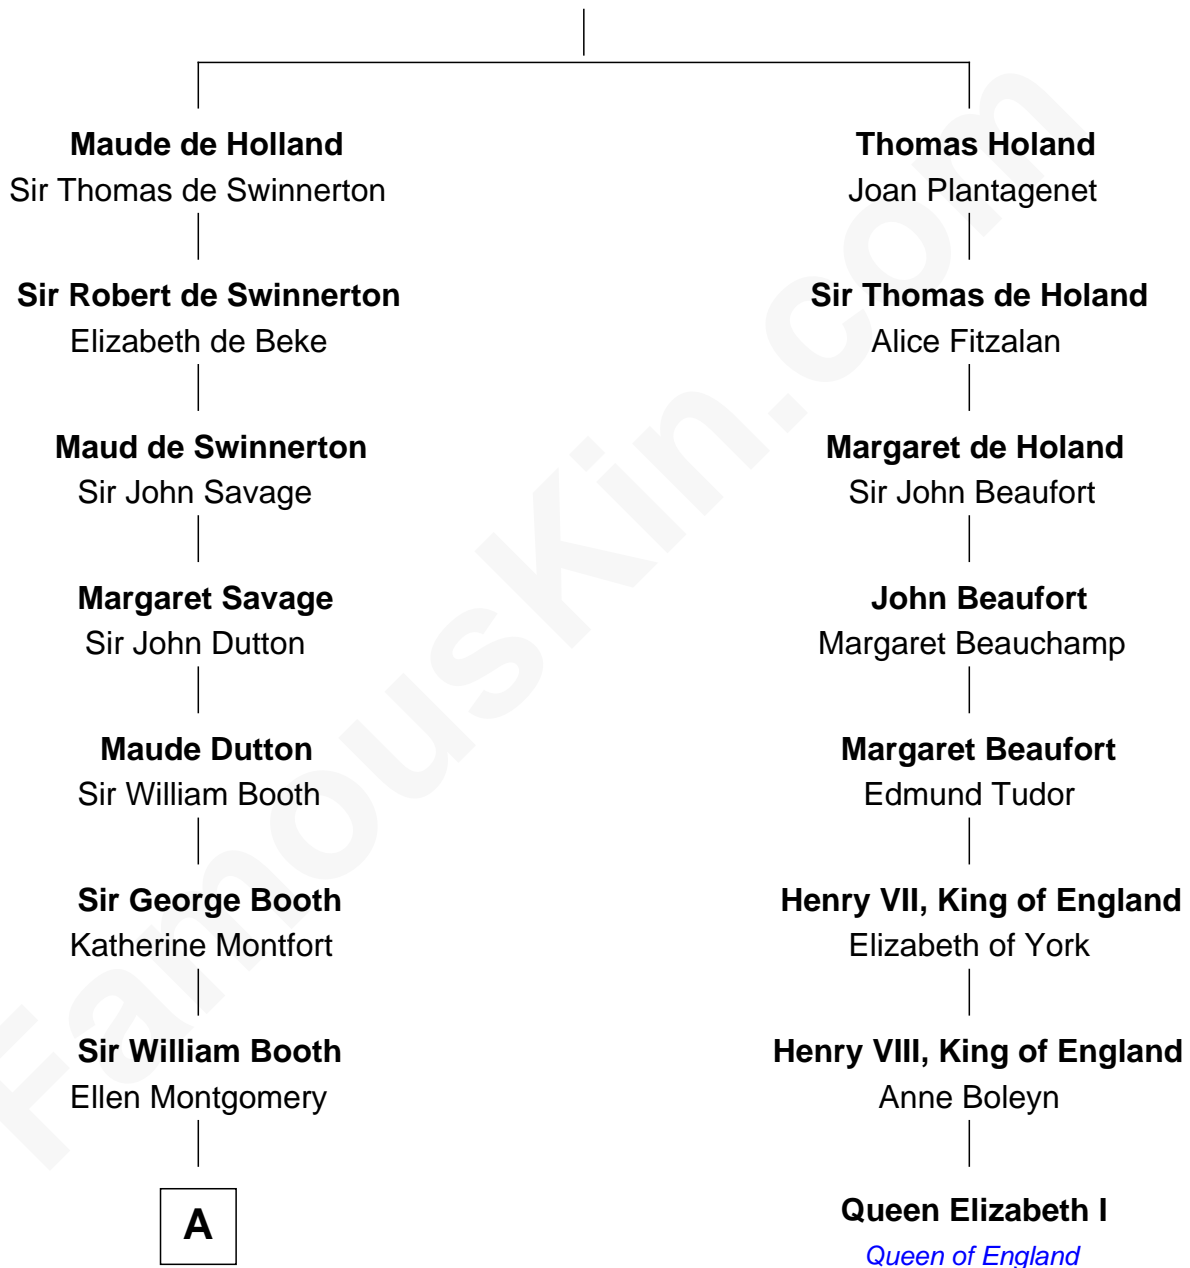 Maude de Holland
Sir Thomas de Swinnerton
Thomas Holand
Joan Plantagenet
Sir Robert de Swinnerton
Elizabeth de Beke
Sir Thomas de Holand
Alice Fitzalan
Maud de Swinnerton
Sir John Savage
Margaret de Holand
Sir John Beaufort
Margaret Savage
Sir John Dutton
John Beaufort
Margaret Beauchamp
Maude Dutton
Sir William Booth
Margaret Beaufort
Edmund Tudor
Sir George Booth
Katherine Montfort
Henry VII, King of England
Elizabeth of York
Sir William Booth
Ellen Montgomery
Henry VIII, King of England
Anne Boleyn
A
Queen Elizabeth I
Queen of England
FamousKin.com